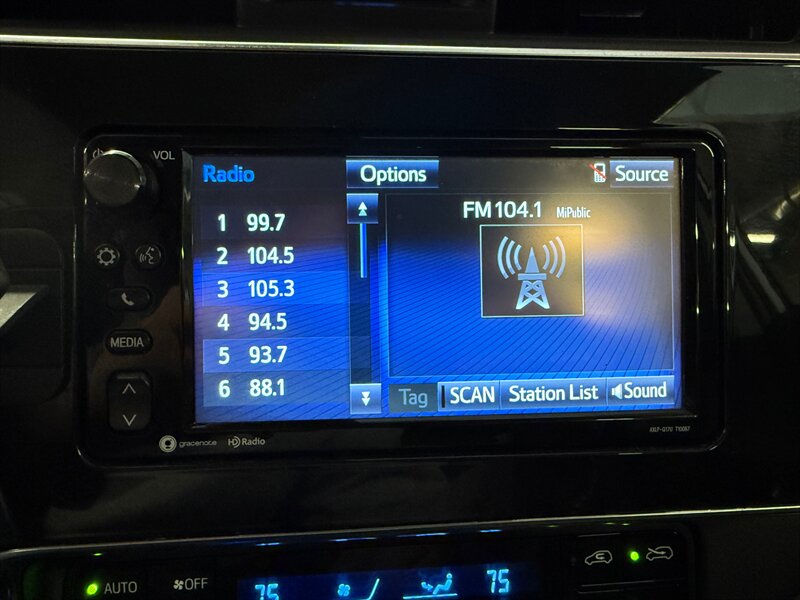 VOL
Radio
Options
Source
FM 104.1 MiPublic
1 99.7
2 104.5
3 105.3
4 94.5
5 93.7
6 88.1
MEDIA
Tag
SCAN
Station List
Sound
gracenote
HD Radio
AUTO
OFF
75
75